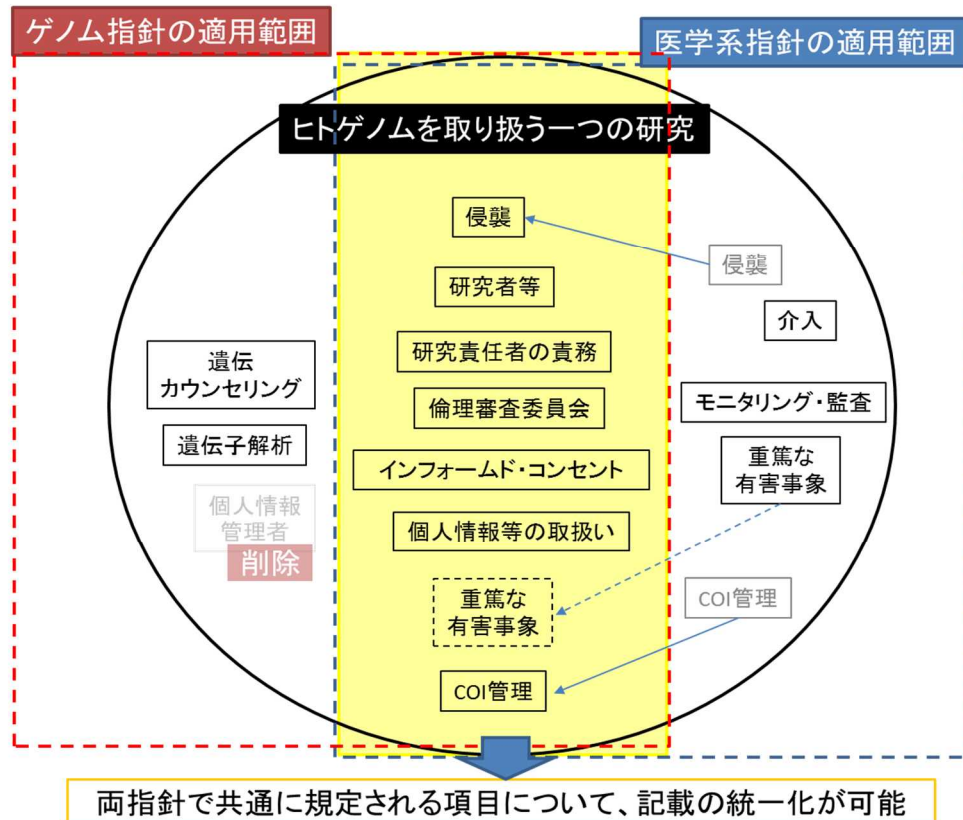 ゲノム指針の適用範囲
医学系指針の適用範囲
ヒトゲノムを取り扱う一つの研究
侵襲
侵襲
研究者等
介入
研究責任者の責務
遺伝
カウンセリング
倫理審査委員会
モニタリング・監査
遺伝子解析
インフォームド・コンセント
重篤な
有害事象
個人情報
管理者
削除
個人情報等の取扱い
重篤な
有害事象
COI管理
COI管理
両指針で共通に規定される項目について、記載の統一化が可能